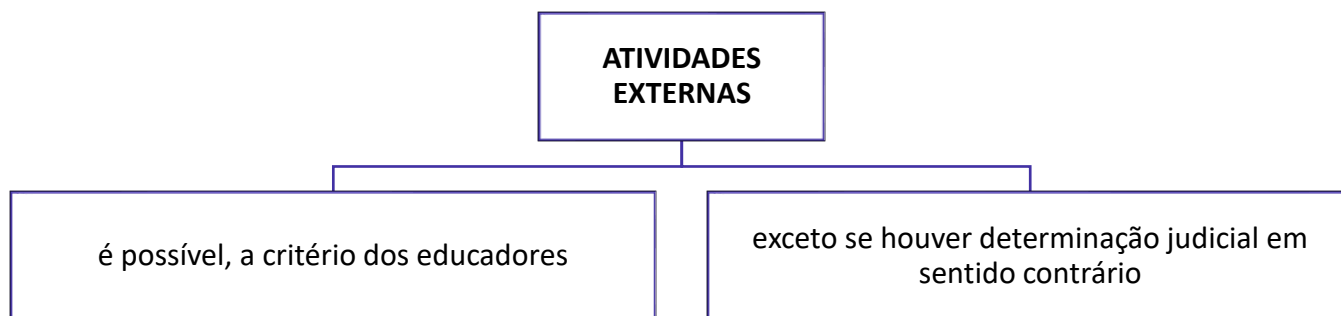 ATIVIDADES
EXTERNAS
é possível, a critério dos educadores
exceto se houver determinação judicial em
sentido contrário